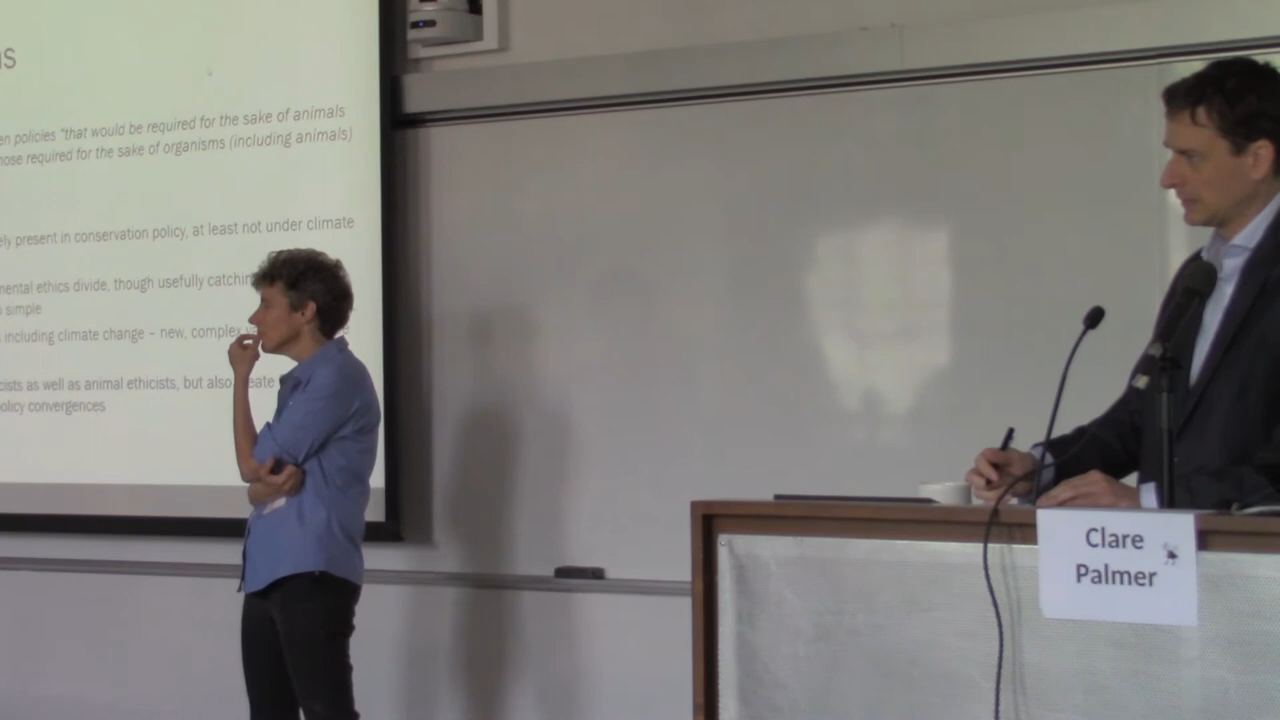 en policies "that would be required for the sake of animals
hose required for the sake of organisms (including animals)
ely present in conservation policy, at least not under climate
mental ethics divide, though usefully catchin
simple
including climate change – new, complex
cists as well as animal ethicists, but also eate
olicy convergences
Clare
Palmer